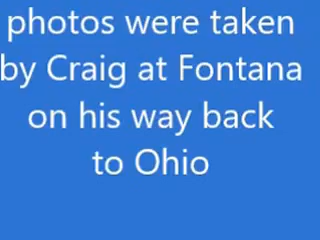 photos were taken
by Craig at Fontana
on his way back
to Ohio